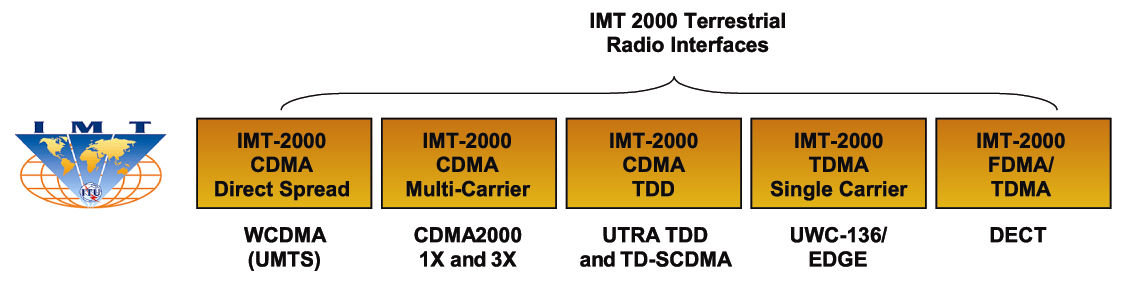 IMT 2000 Terrestrial
Radio Interfaces
IMT
ITU
IMT-2000
CDMA
Direct Spread
IMT-2000
CDMA
Multi-Carrier
IMT-2000
CDMA
TDD
IMT-2000
TDMA
Single Carrier
IMT-2000
FDMA/
TDMA
WCDMA
(UMTS)
CDMA2000
1X and 3X
UTRA TDD
and TD-SCDMA
UWC-136/
EDGE
DECT